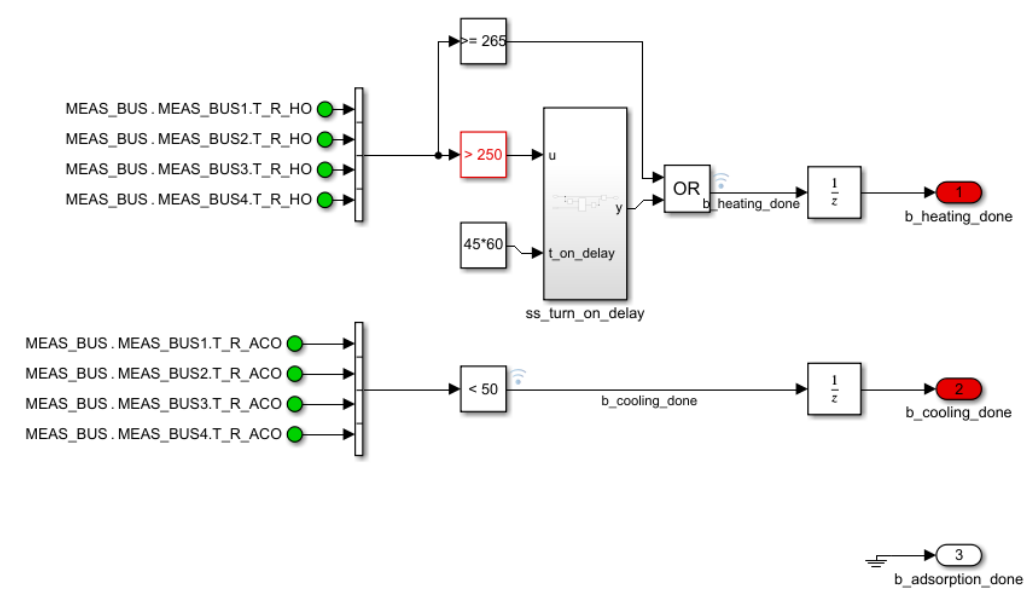 >= 265
MEAS_BUS . MEAS_BUS1.T_R_HO
MEAS_BUS . MEAS_BUS2.T_R_HO
MEAS_BUS . MEAS_BUS3.T_R_HO
MEAS_BUS . MEAS_BUS4.T_R_HO
> 250
u
y
45*60
t_on_delay
ss_turn_on_delay
OR
b_heating_done
1
z
1
b_heating_done
MEAS_BUS . MEAS_BUS1.T_R_ACO
MEAS_BUS . MEAS_BUS2.T_R_ACO
MEAS_BUS . MEAS_BUS3.T_R_ACO
MEAS_BUS . MEAS_BUS4.T_R_ACO
< 50
b_cooling_done
1
z
2
b_cooling_done
3
b_adsorption_done